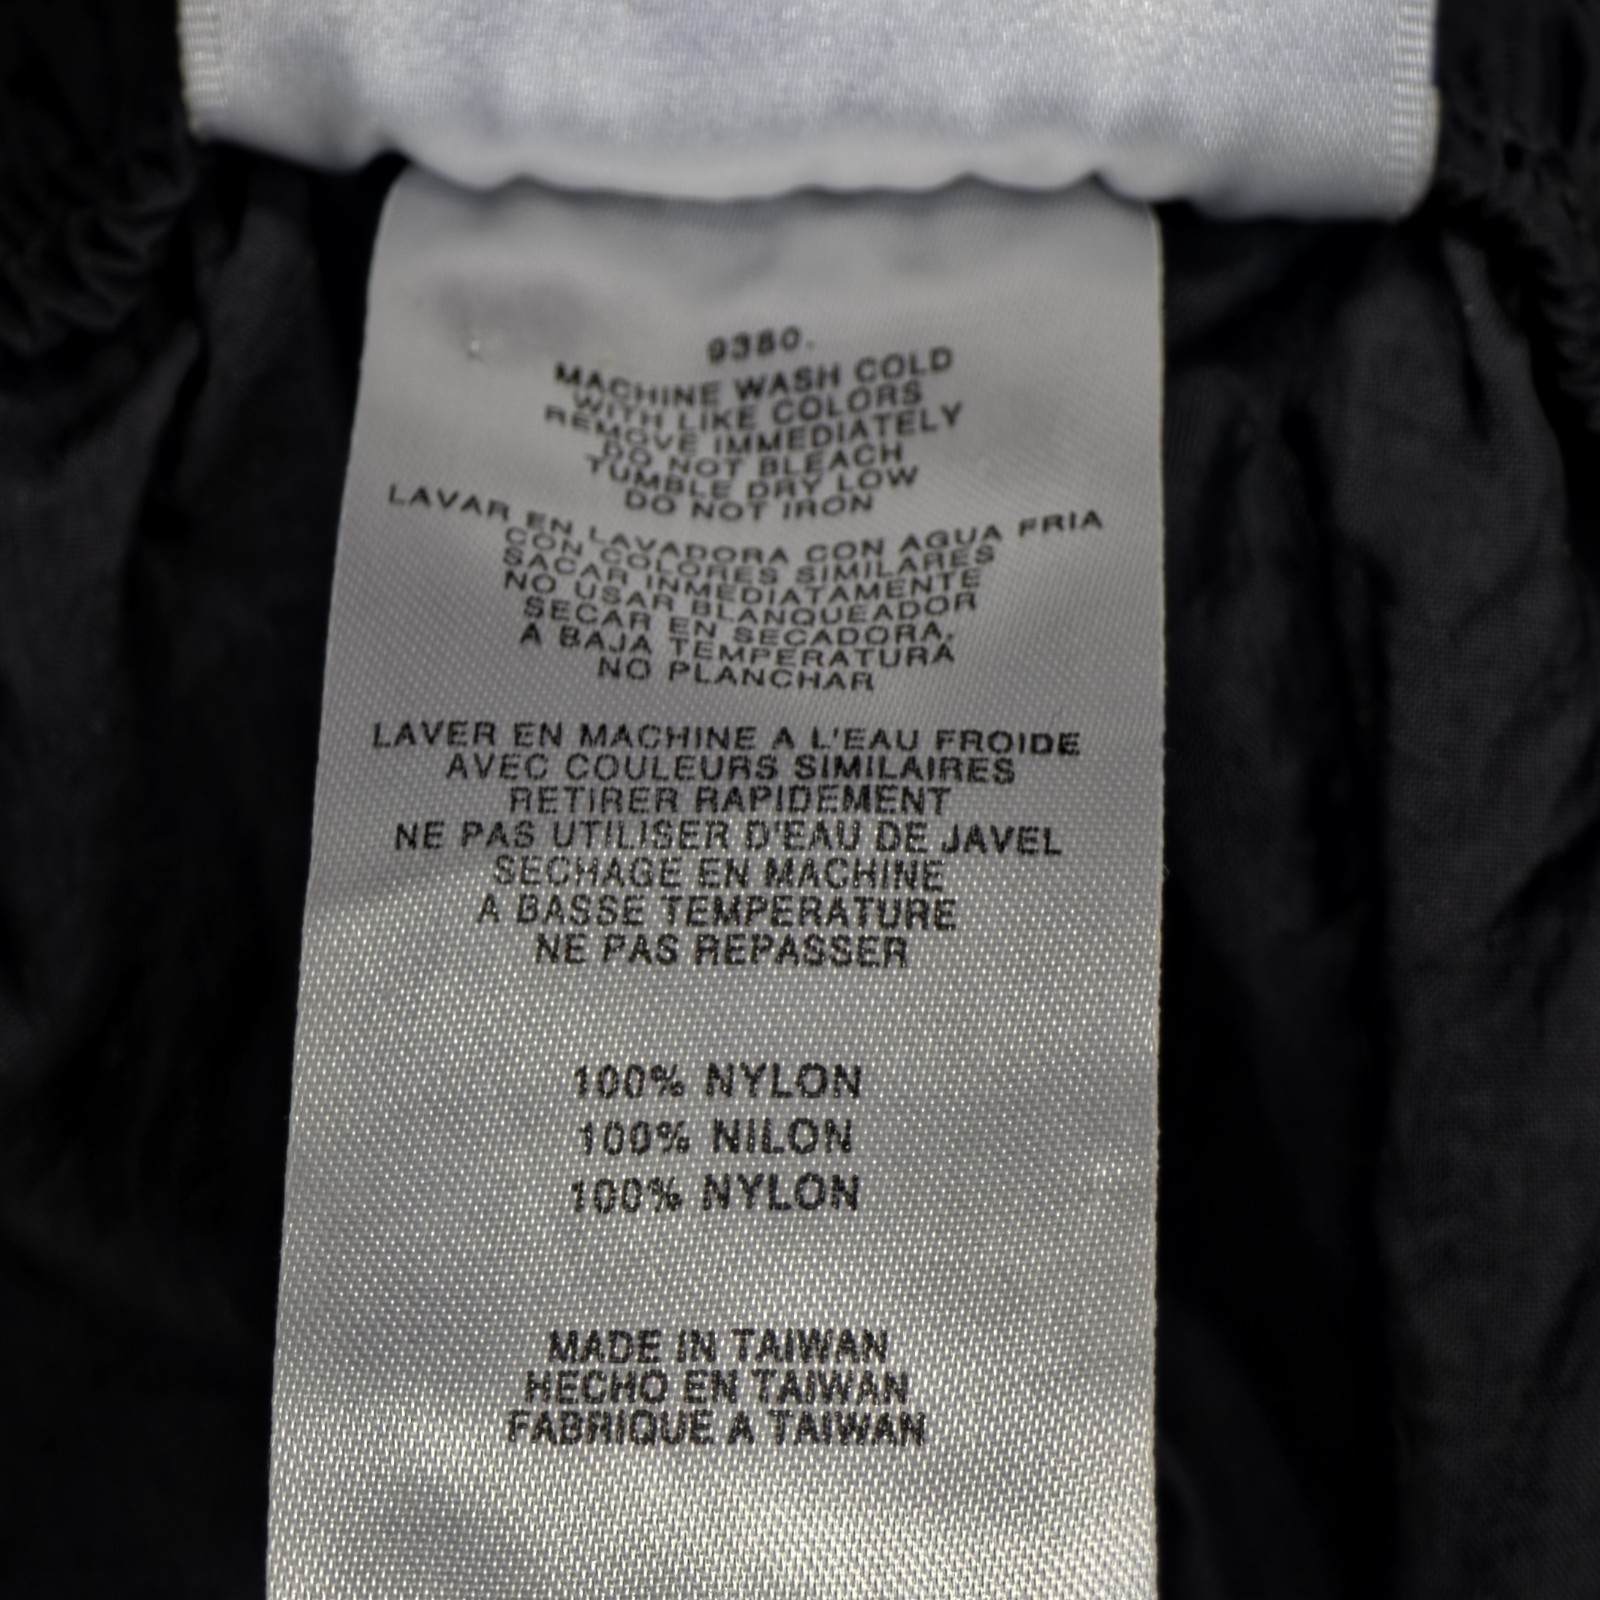 9380.
MACHINE WASH COLD
WITH LIKE COLORS
REMOVE IMMEDIATELY
DO NOT BLEACH
TUMBLE DRY LOW
DO NOT IRON
LAVAR EN LAVADORA CON AGUA FRIA
CON COLORES SIMILARES
SACAR INMEDIATAMENTE
NO USAR BLANQUEADOR
SECAR EN SECADORA,
A BAJA TEMPERATURA
NO PLANCHAR
LAVER EN MACHINE A L'EAU FROIDE
AVEC COULEURS SIMILAIRES
RETIRER RAPIDEMENT
NE PAS UTILISER D'EAU DE JAVEL
SECHAGE EN MACHINE
A BASSE TEMPERATURE
NE PAS REPASSER
100% NYLON
100% NILON
100% NYLON
MADE IN TAIWAN
HECHO EN TAIWAN
FABRIQUE A TAIWAN